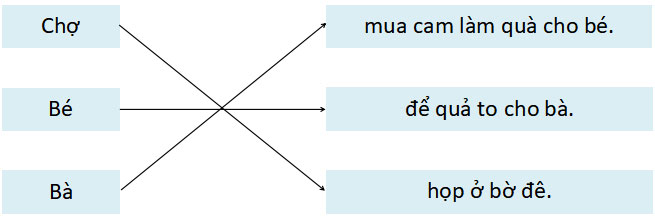 Chợ
mua cam làm quà cho bé.
Bé
để quả to cho bà.
Bà
họp ở bờ đê.